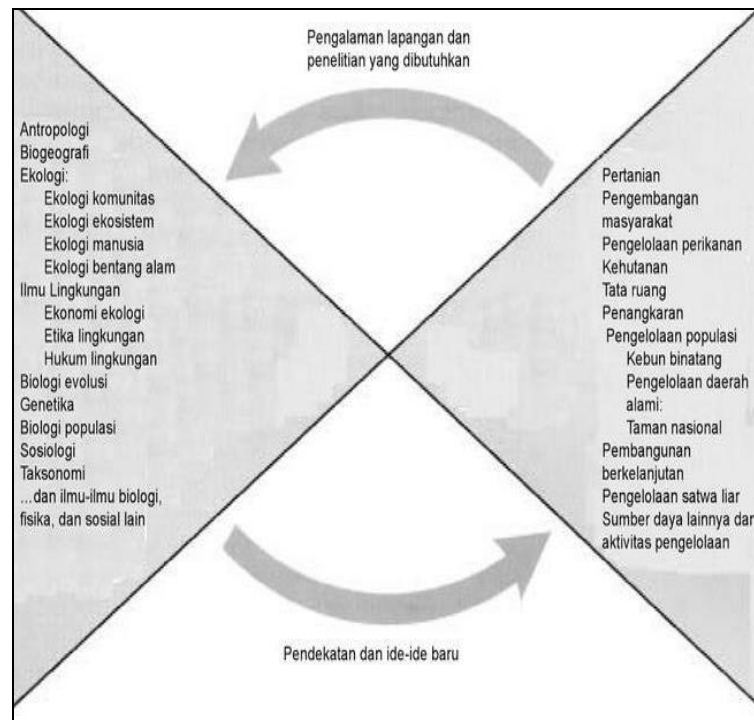 Pengalaman lapangan dan
penelitian yang dibutuhkan
Antropologi
Biogeografi
Ekologi:
Ekologi komunitas
Ekologi ekosistem
Ekologi manusia
Ekologi bentang alam
Ilmu Lingkungan
Ekonomi ekologi
Etika lingkungan
Hukum lingkungan
Biologi evolusi
Genetika
Biologi populasi
Sosiologi
Taksonomi
...dan ilmu-ilmu biologi,
fisika, dan sosial lain
Pertanian
Pengembangan
masyarakat
Pengelolaan perikanan
Kehutanan
Tata ruang
Penangkaran
Pengelolaan populasi
Kebun binatang
Pengelolaan daerah
alami:
Taman nasional
Pembangunan
berkelanjutan
Pengelolaan satwa liar
Sumber daya lainnya dan
aktivitas pengelolaan
Pendekatan dan ide-ide baru